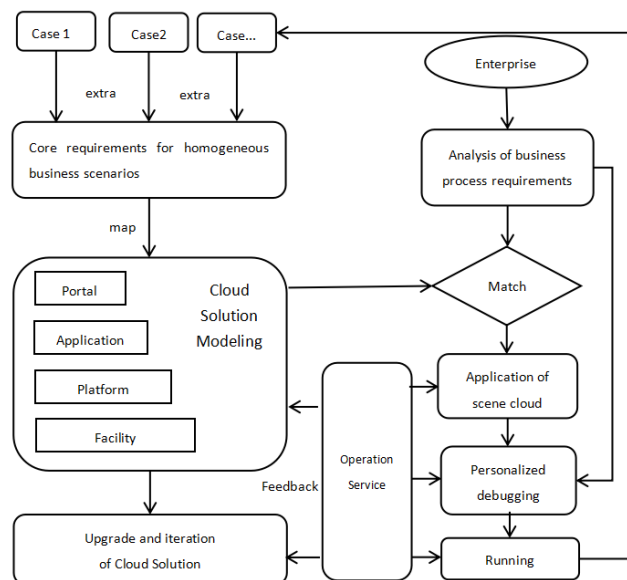 Case 1
Case2
Case...
Enterprise
extra
extra
Core requirements for homogeneous
business scenarios
Analysis of business
process requirements
map
Portal
Application
Platform
Facility
Cloud
Solution
Modeling
Match
Application of
scene cloud
Operation
Service
Feedback
Personalized
debugging
Upgrade and iteration
of Cloud Solution
Running